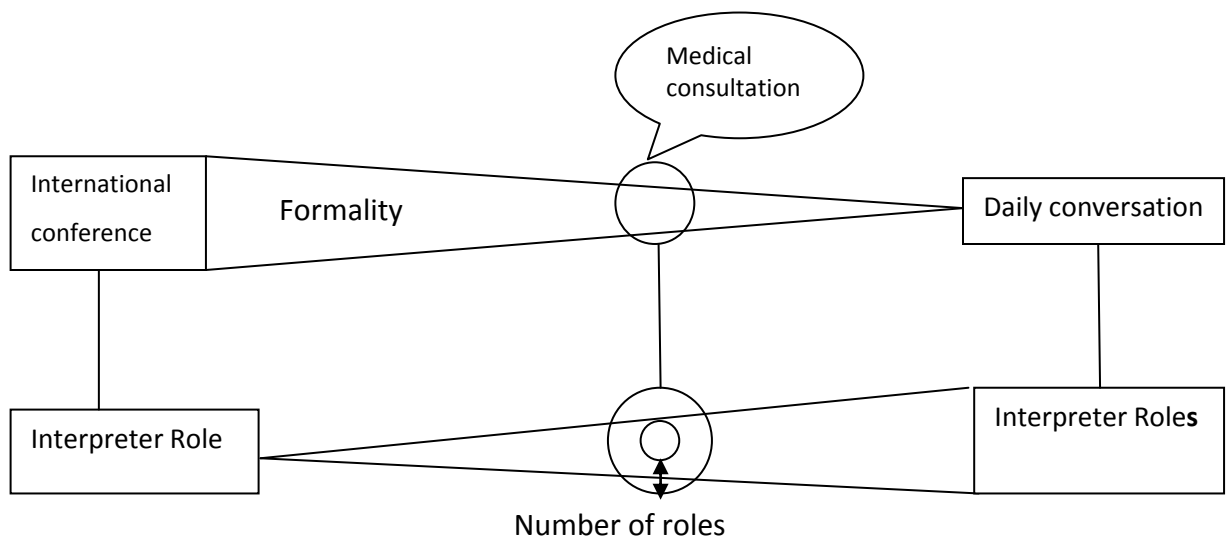 Medical
consultation
International
conference
Formality
Daily conversation
Interpreter Role
Interpreter Roles
Number of roles